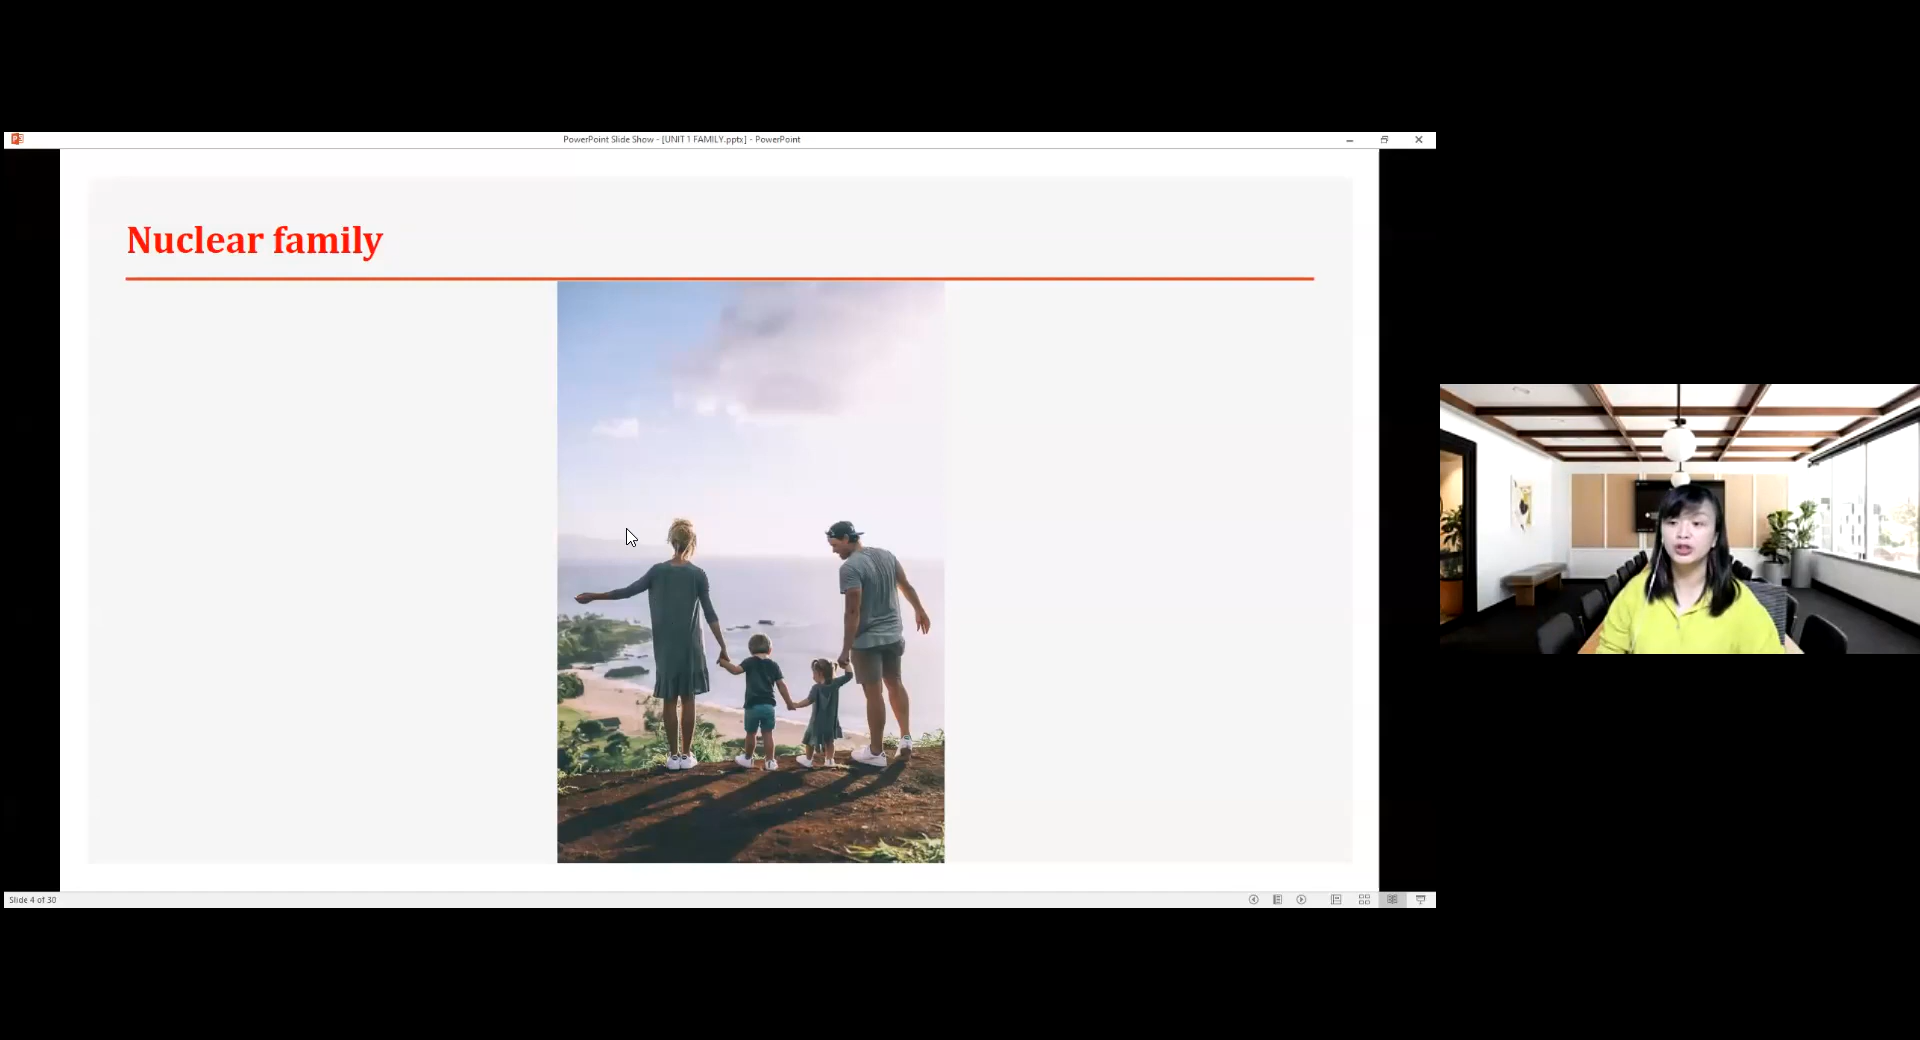 PowerPoint Slide Show - [UNIT 1 FAMILY.pptx] - PowerPoint
Nuclear family
Slide 4 of 30